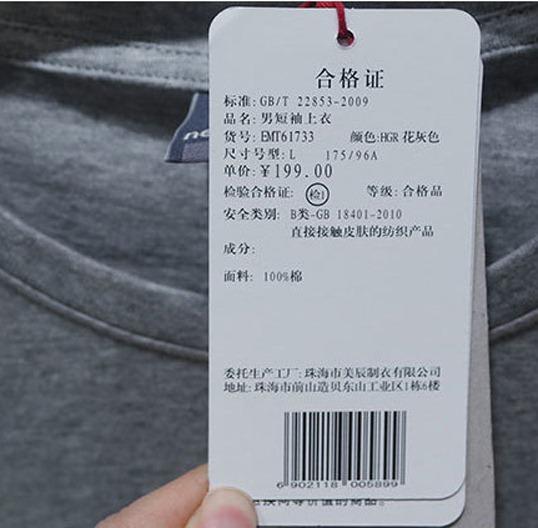 合格证
标准: GB/T 22853-2009
品名: 男短袖上衣
货号: EMT61733 颜色:HGR 花灰色
尺寸号型: L 175/96A
单价: ¥199.00
检验合格证: 检1 等级: 合格品
安全类别: B类-GB 18401-2010
直接接触皮肤的纺织产品
成分:
面料: 100%棉
委托生产工厂: 珠海市美辰制衣有限公司
地址: 珠海市前山造贝东山工业区1栋6楼
6 902118 005899